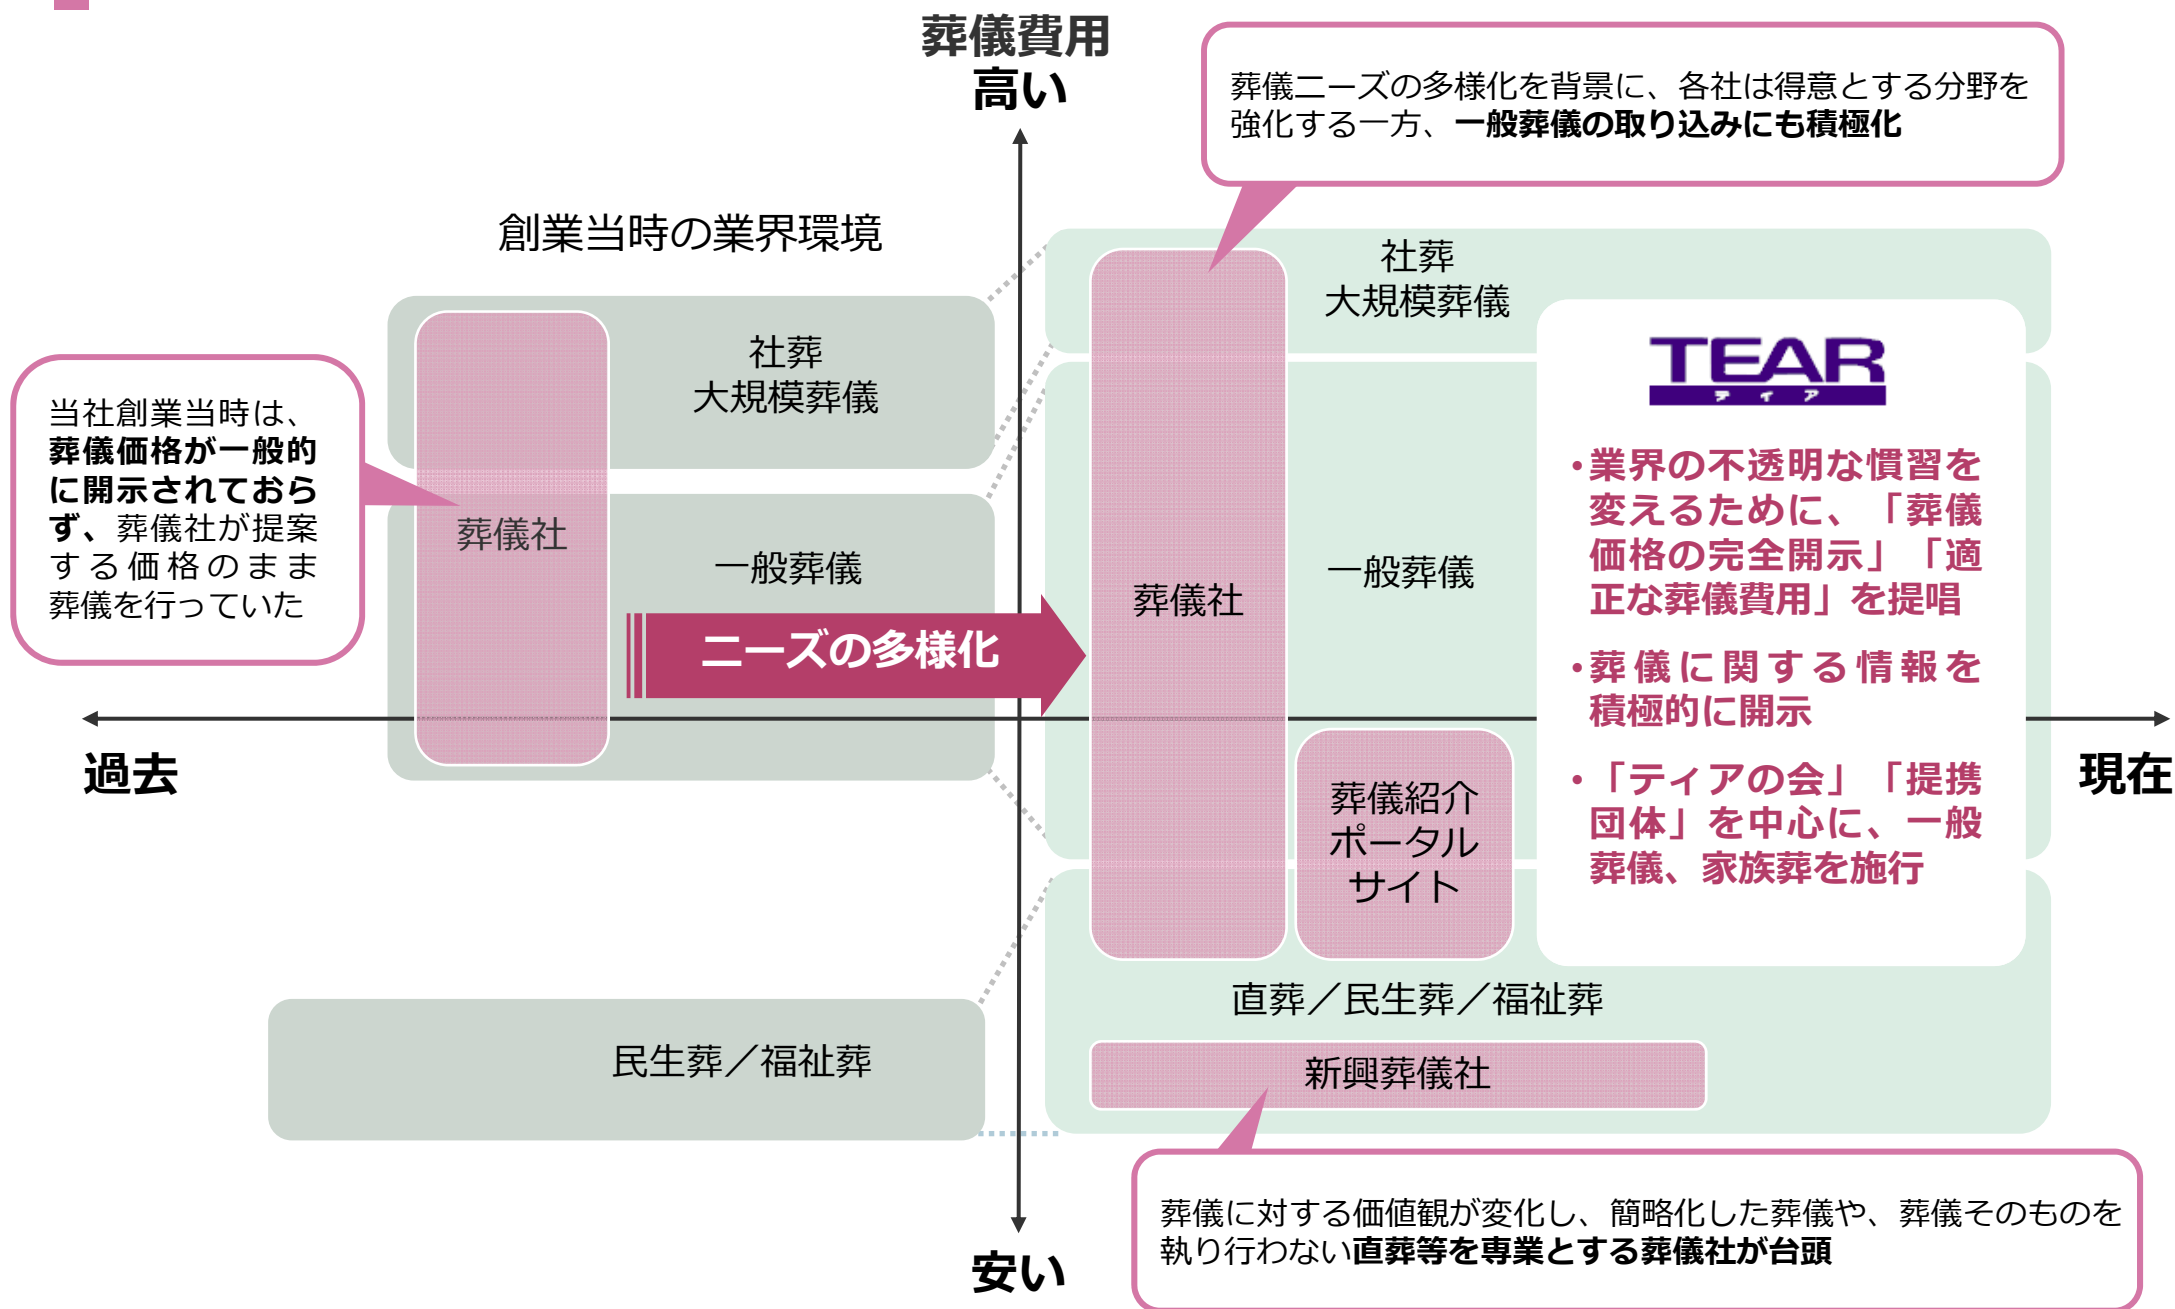 葬儀費用
高い
葬儀ニーズの多様化を背景に、各社は得意とする分野を
強化する一方、一般葬儀の取り込みにも積極化
創業当時の業界環境
社葬
大規模葬儀
葬儀社
一般葬儀
当社創業当時は、
葬儀価格が一般的
に開示されておら
ず、葬儀社が提案
する価格のまま
葬儀を行っていた
ニーズの多様化
過去
民生葬／福祉葬
社葬
大規模葬儀
葬儀社
一般葬儀
葬儀紹介
ポータル
サイト
TEAR
ティア
・業界の不透明な慣習を
変えるために、「葬儀
価格の完全開示」「適
正な葬儀費用」を提唱
・葬儀に関する情報を
積極的に開示
・「ティアの会」「提携
団体」を中心に、一般
葬儀、家族葬を施行
現在
直葬／民生葬／福祉葬
新興葬儀社
葬儀に対する価値観が変化し、簡略化した葬儀や、葬儀そのものを
執り行わない直葬等を専業とする葬儀社が台頭
安い